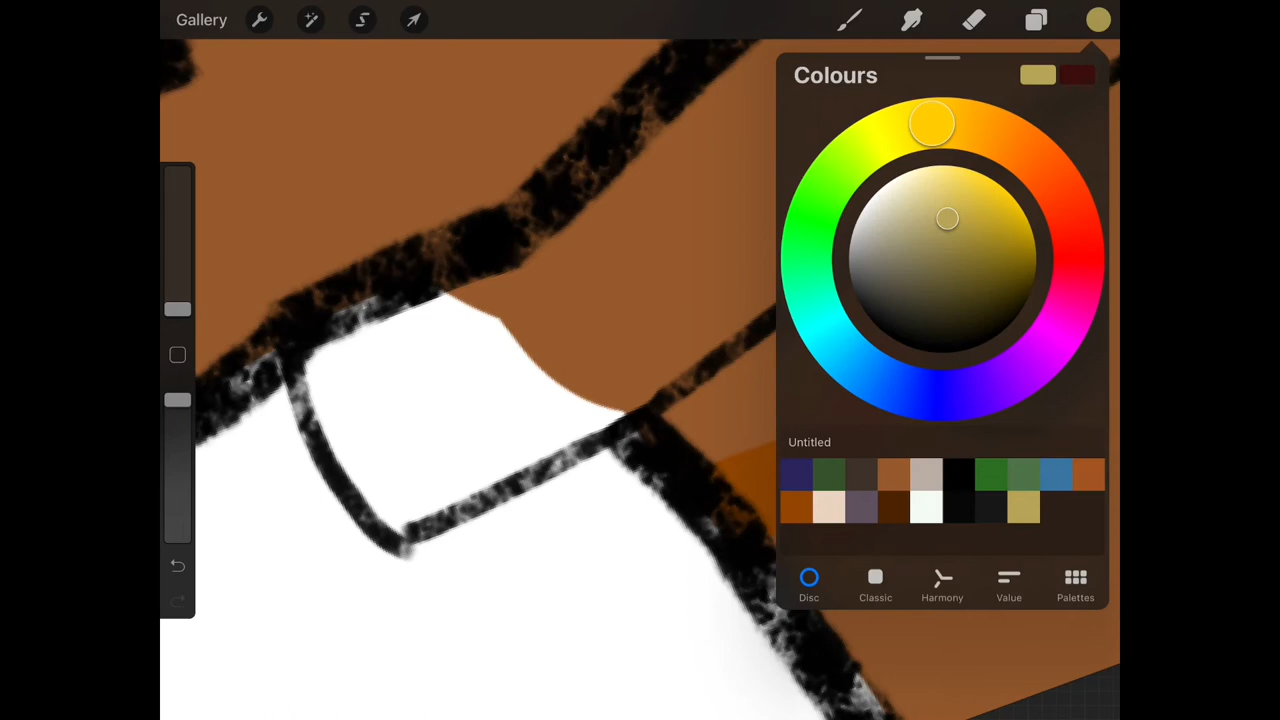 Gallery
Colours
Untitled
Disc
Classic
Harmony
Value
Palettes